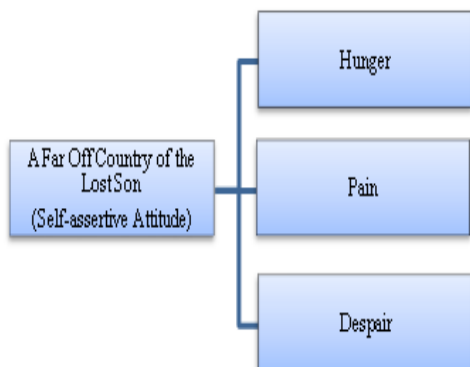 A Far Off Country of the
Lost Son
(Self-assertive Attitude)
Hunger
Pain
Despair